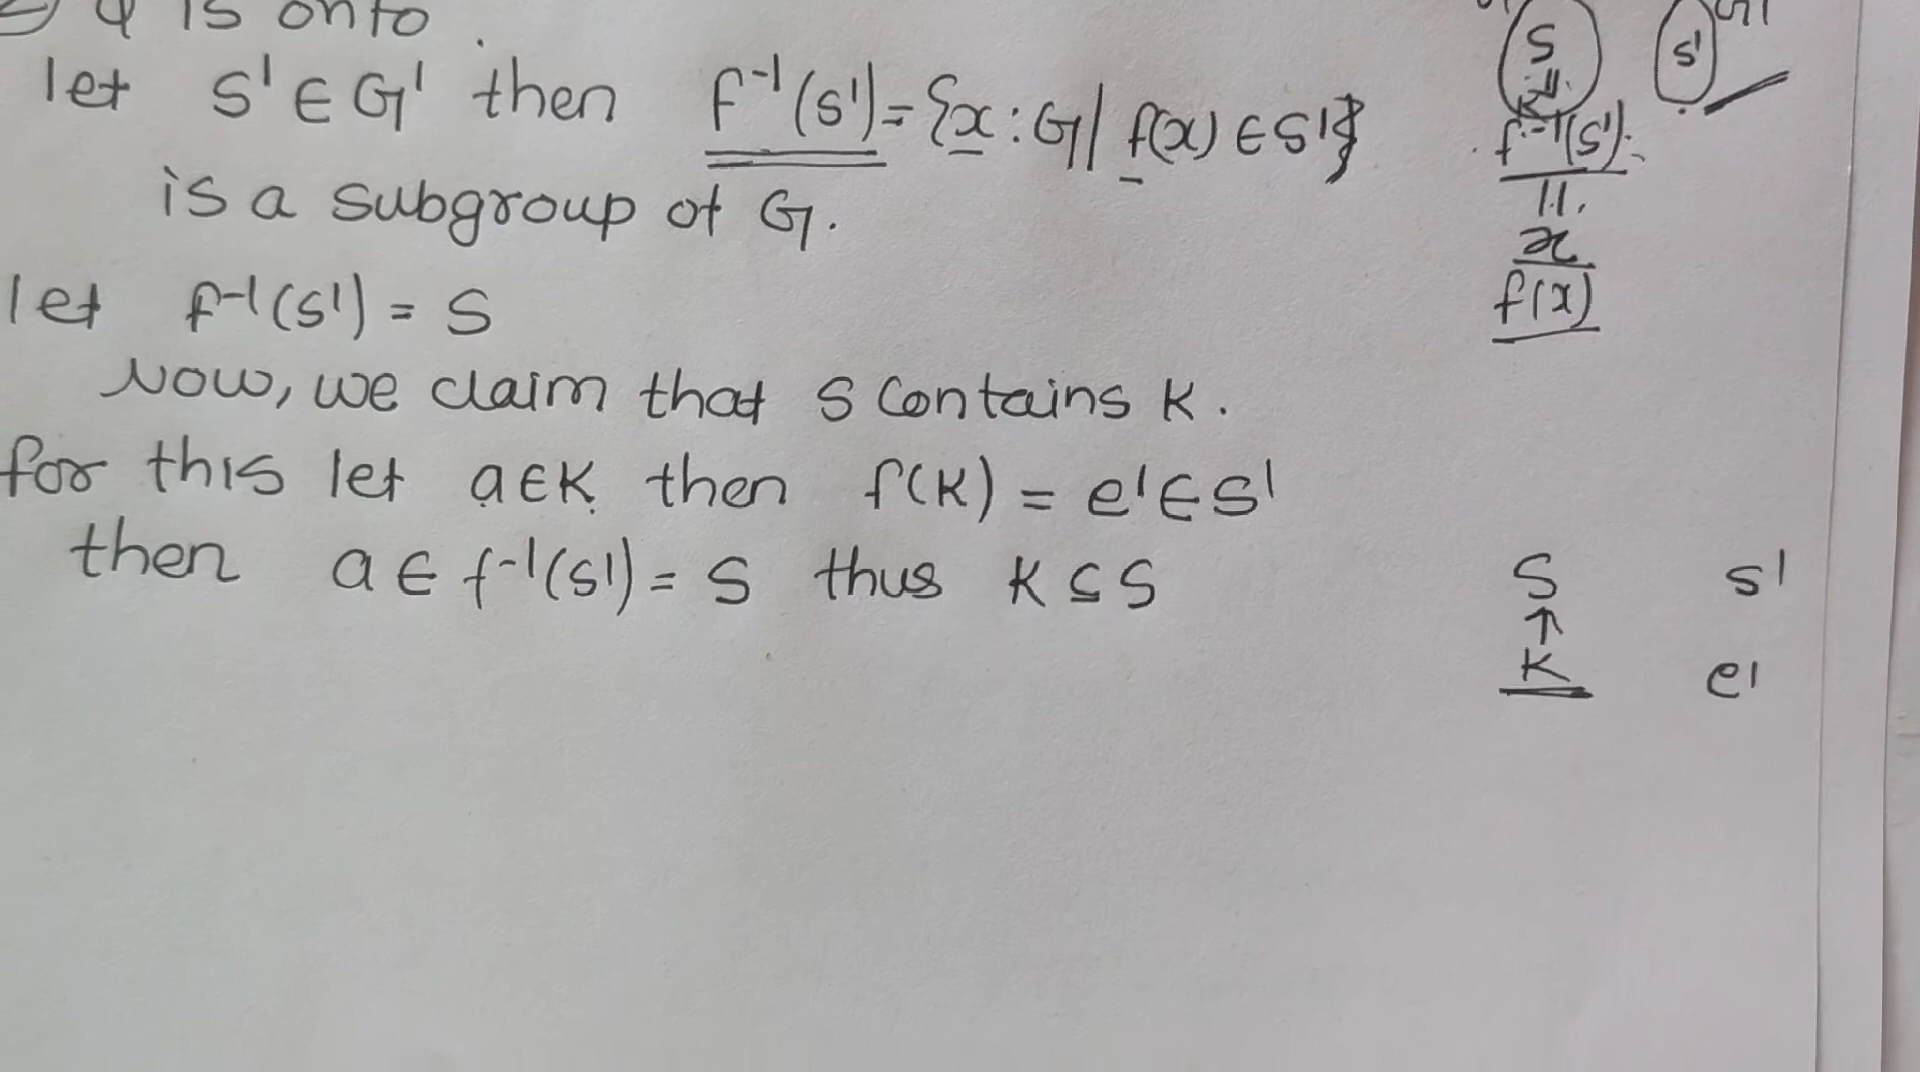 is onto.
let S' ∈ G' then f⁻¹(S') = {x : G | f(x) ∈ S'}
is a subgroup of G.
let f⁻¹(S') = S
Now, we claim that S contains K.
for this let a ∈ K then f(K) = e' ∈ S'
then a ∈ f⁻¹(S') = S thus K ⊆ S
S S' G'
f⁻¹(S')
11.
x
f(x)
S S'
↑
K e'